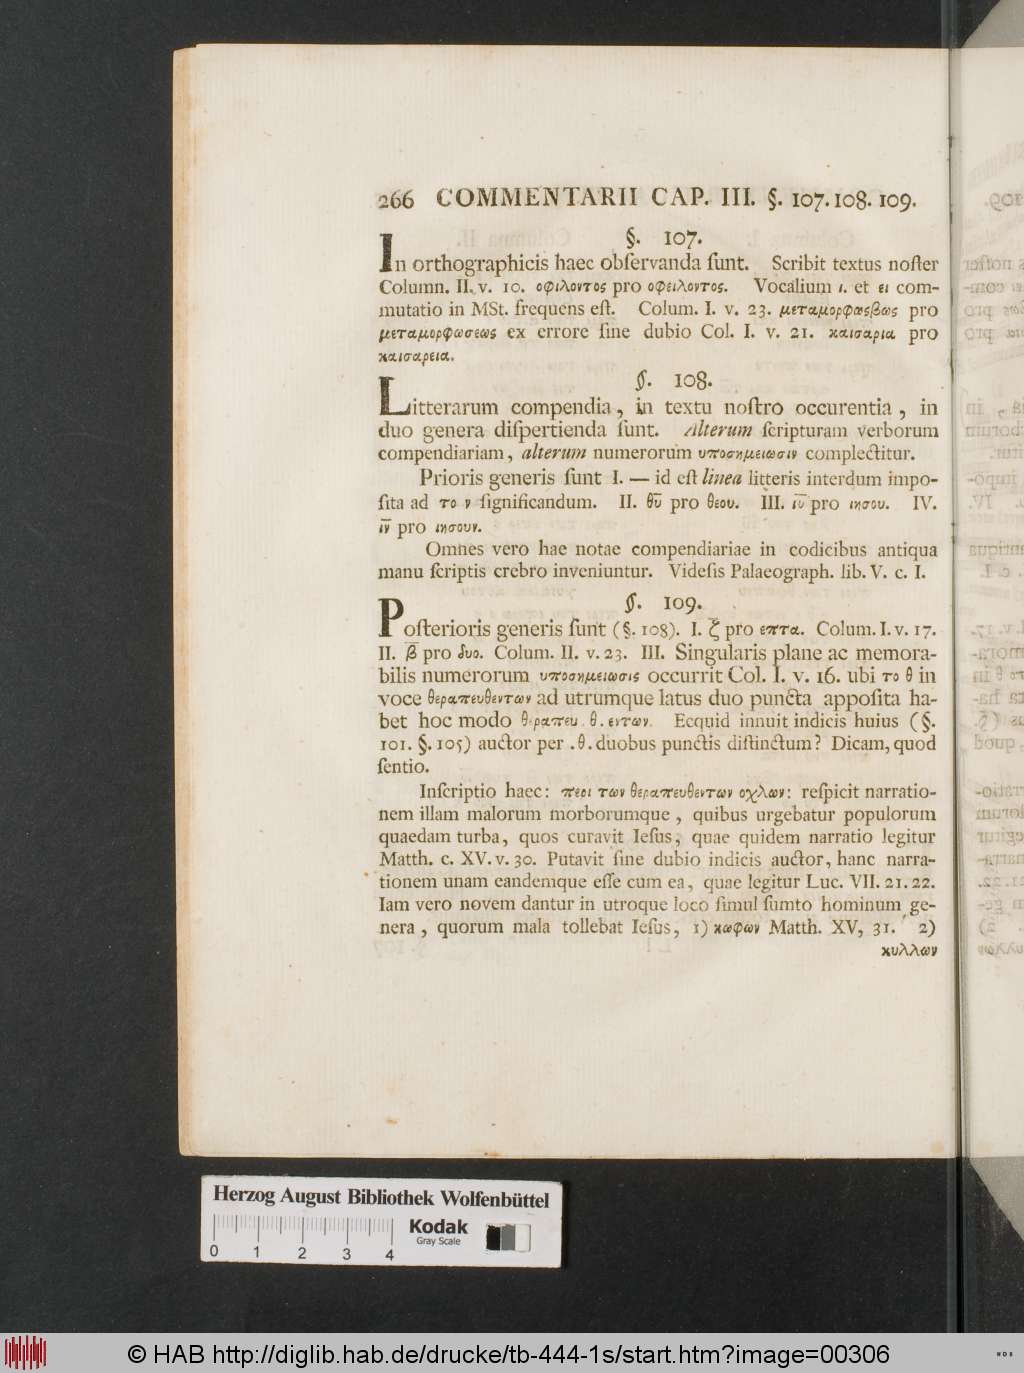 266 COMMENTARII CAP. III. §. 107. 108. 109.
§. 107.
In orthographicis haec obſervanda ſunt. Scribit textus noſter
Column. II. v. 10. οφιλοντος pro οφειλοντος. Vocalium ι. et ει com-
mutatio in MSt. frequens eſt. Colum. I. v. 23. pro
μεταμορφωσεως ex errore ſine dubio Col. I. v. 21. καισαρια pro
καισαρεια.
§. 108.
Litterarum compendia, in textu noſtro occurentia, in
duo genera diſpertienda ſunt. Alterum ſcripturam verborum
compendiariam, alterum numerorum υποσημειωσιν complectitur.
Prioris generis ſunt I. — id eſt linea litteris interdum impo-
ſita ad το ν ſignificandum. II. θ̅υ̅ pro θεου. III. ι̅υ̅ pro ιησου. IV.
ι̅ν̅ pro ιησουν.
Omnes vero hae notae compendiariae in codicibus antiqua
manu ſcriptis crebro inveniuntur. Videſis Palaeograph. lib. V. c. I.
§. 109.
Poſterioris generis ſunt (§. 108). I. ζ̅ pro επτα. Colum. I. v. 17.
II. β̅ pro δυο. Colum. II. v. 23. III. Singularis plane ac memora-
bilis numerorum υποσημειωσις occurrit Col. I. v. 16. ubi το θ in
voce θεραπευθεντων ad utrumque latus duo puncta appoſita ha-
bet hoc modo θεραπευ . θ . εντων. Ecquid innuit indicis huius (§.
101. §. 105) auctor per . θ . duobus punctis diſtinctum? Dicam, quod
ſentio.
Inſcriptio haec: περι των θεραπευθεντων οχλων: reſpicit narratio-
nem illam malorum morborumque, quibus urgebatur populorum
quaedam turba, quos curavit Ieſus, quae quidem narratio legitur
Matth. c. XV. v. 30. Putavit ſine dubio indicis auctor, hanc narra-
tionem unam eandemque eſſe cum ea, quae legitur Luc. VII. 21. 22.
Iam vero novem dantur in utroque loco ſimul ſumto hominum ge-
nera, quorum mala tollebat Ieſus, 1) κωφων Matth. XV, 31. 2)
κυλλων
Herzog August Bibliothek Wolfenbüttel
0 1 2 3 4
Kodak
Gray Scale
© HAB http://diglib.hab.de/drucke/tb-444-1s/start.htm?image=00306